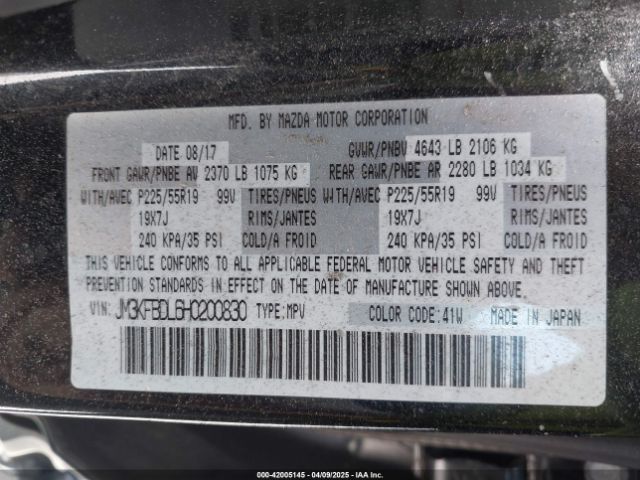 MFD. BY MAZDA MOTOR CORPORATION
DATE 08/17 GVWR/PNBV 4643 LB 2106 KG
FRONT GAWR/PNBE AV 2370 LB 1075 KG REAR GAWR/PNBE AR 2280 LB 1034 KG
WITH/AVEC P225/55R19 99V TIRES/PNEUS WITH/AVEC P225/55R19 99V TIRES/PNEUS
19X7J RIMS/JANTES 19X7J RIMS/JANTES
240 KPA/35 PSI COLD/A FROID 240 KPA/35 PSI COLD/A FROID
THIS VEHICLE CONFORMS TO ALL APPLICABLE FEDERAL MOTOR VEHICLE SAFETY AND THEFT
PREVENTION STANDARDS IN EFFECT ON THE DATE OF MANUFACTURE SHOWN ABOVE.
VIN: JM3KFBDL6H0200830 TYPE:MPV COLOR CODE:41W MADE IN JAPAN
000-42005145 - 04/09/2025 - IAAI.COM